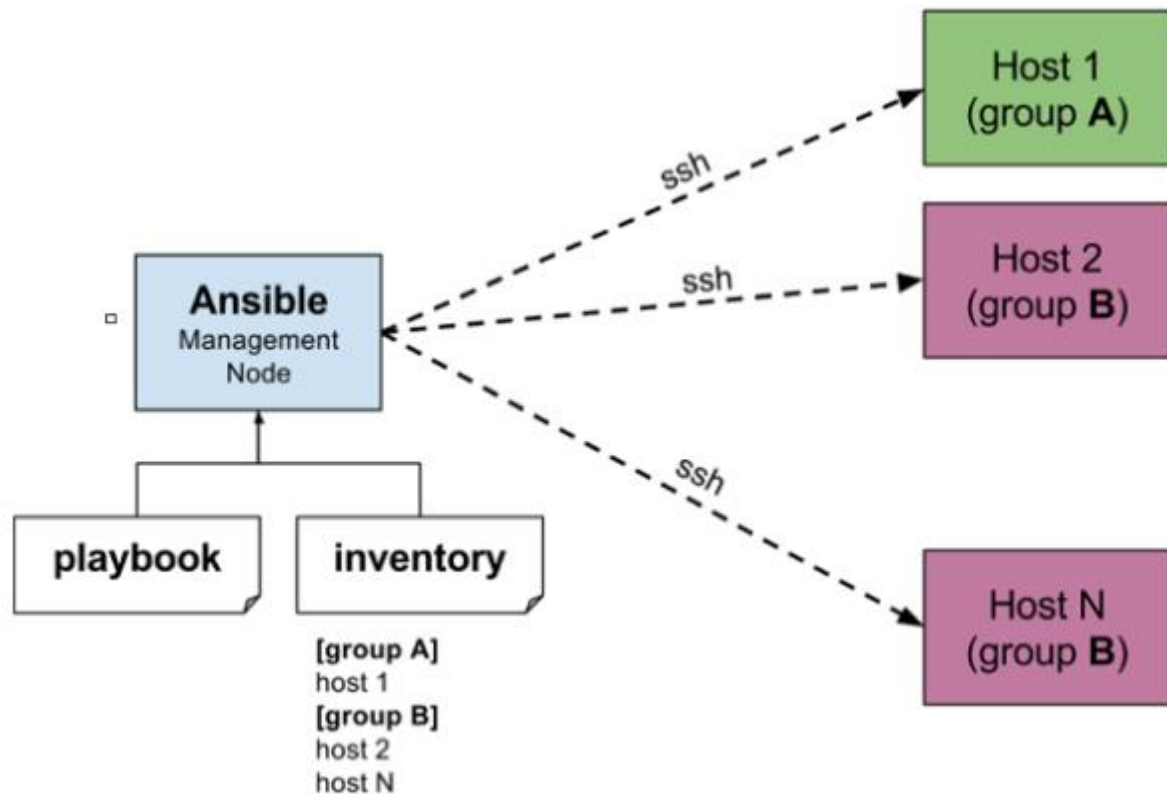 Host 1
(group A)
ssh
Host 2
(group B)
ssh
Ansible
Management
Node
ssh
playbook
inventory
Host N
(group B)
[group A]
host 1
[group B]
host 2
host N